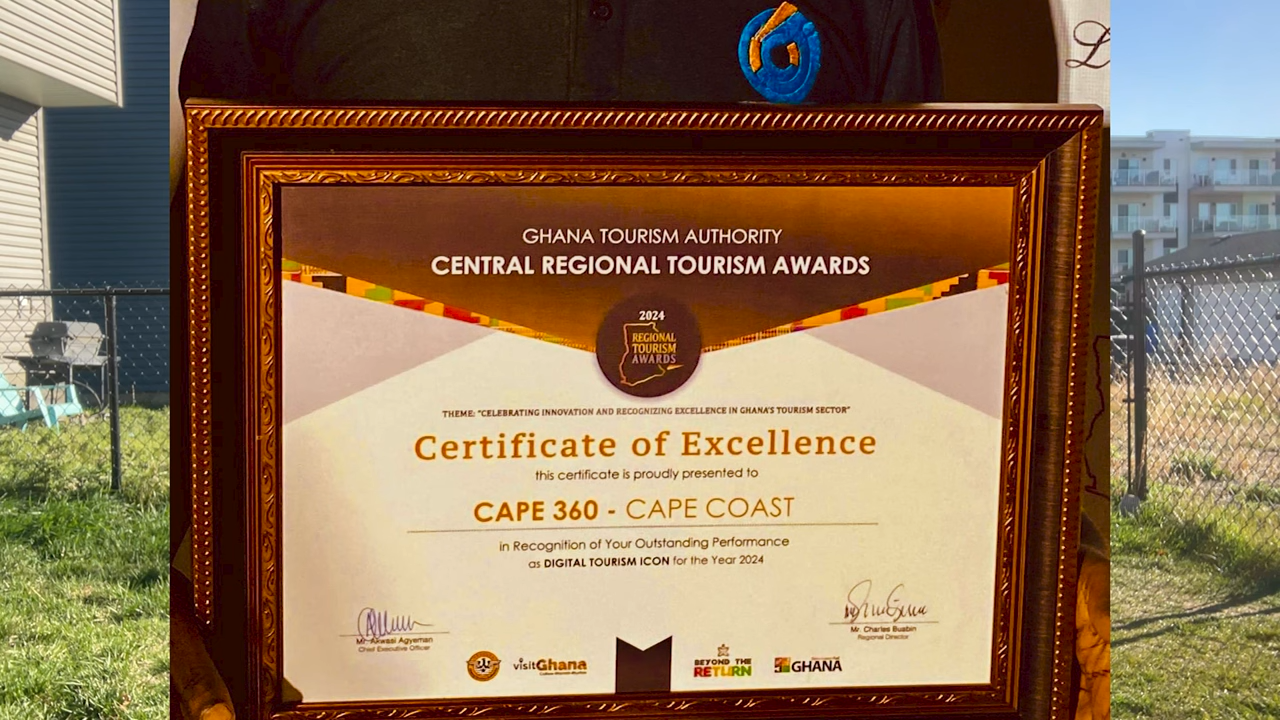 GHANA TOURISM AUTHORITY
CENTRAL REGIONAL TOURISM AWARDS
2024
REGIONAL
TOURISM
AWARDS
THEME: "CELEBRATING INNOVATION AND RECOGNIZING EXCELLENCE IN GHANA'S TOURISM SECTOR"
Certificate of Excellence
this certificate is proudly presented to
CAPE 360 - CAPE COAST
in Recognition of Your Outstanding Performance
as DIGITAL TOURISM ICON for the Year 2024
Mr. Akwasi Agyeman
Chief Executive Officer
Mr. Charles Buabin
Regional Director
visitGhana
BEYOND THE
RETURN
GHANA